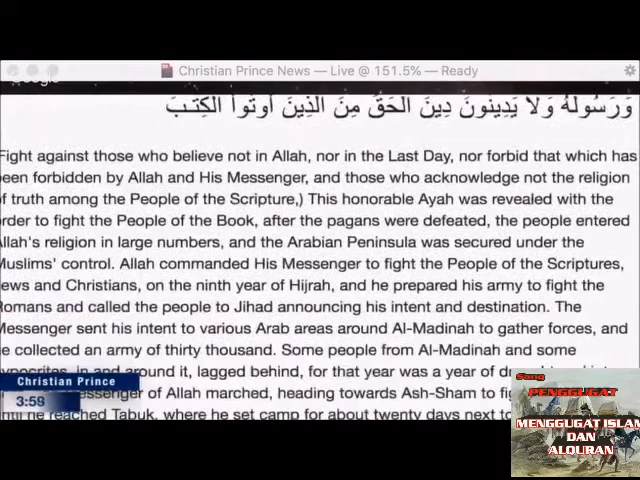 Christian Prince News — Live @ 151.5% — Ready
وَرَسُولُهُ وَلَا يَدِينُونَ دِينَ الْحَقِّ مِنَ الَّذِينَ أُوتُواْ الْكِتَـبَ
Fight against those who believe not in Allah, nor in the Last Day, nor forbid that which has
een forbidden by Allah and His Messenger, and those who acknowledge not the religion
f truth among the People of the Scripture,) This honorable Ayah was revealed with the
rder to fight the People of the Book, after the pagans were defeated, the people entered
llah's religion in large numbers, and the Arabian Peninsula was secured under the
Muslims' control. Allah commanded His Messenger to fight the People of the Scriptures,
ews and Christians, on the ninth year of Hijrah, and he prepared his army to fight the
Romans and called the people to Jihad announcing his intent and destination. The
Messenger sent his intent to various Arab areas around Al-Madinah to gather forces, and
e collected an army of thirty thousand. Some people from Al-Madinah and some
in and around it, lagged behind, for that year was a year of
essenger of Allah marched, heading towards Ash-Sham to
he reached Tabuk, where he set camp for about twenty days next to
Christian Prince
3:59
Sang
PENGGUGAT
MENGGUGAT ISLAM
DAN
ALQURAN